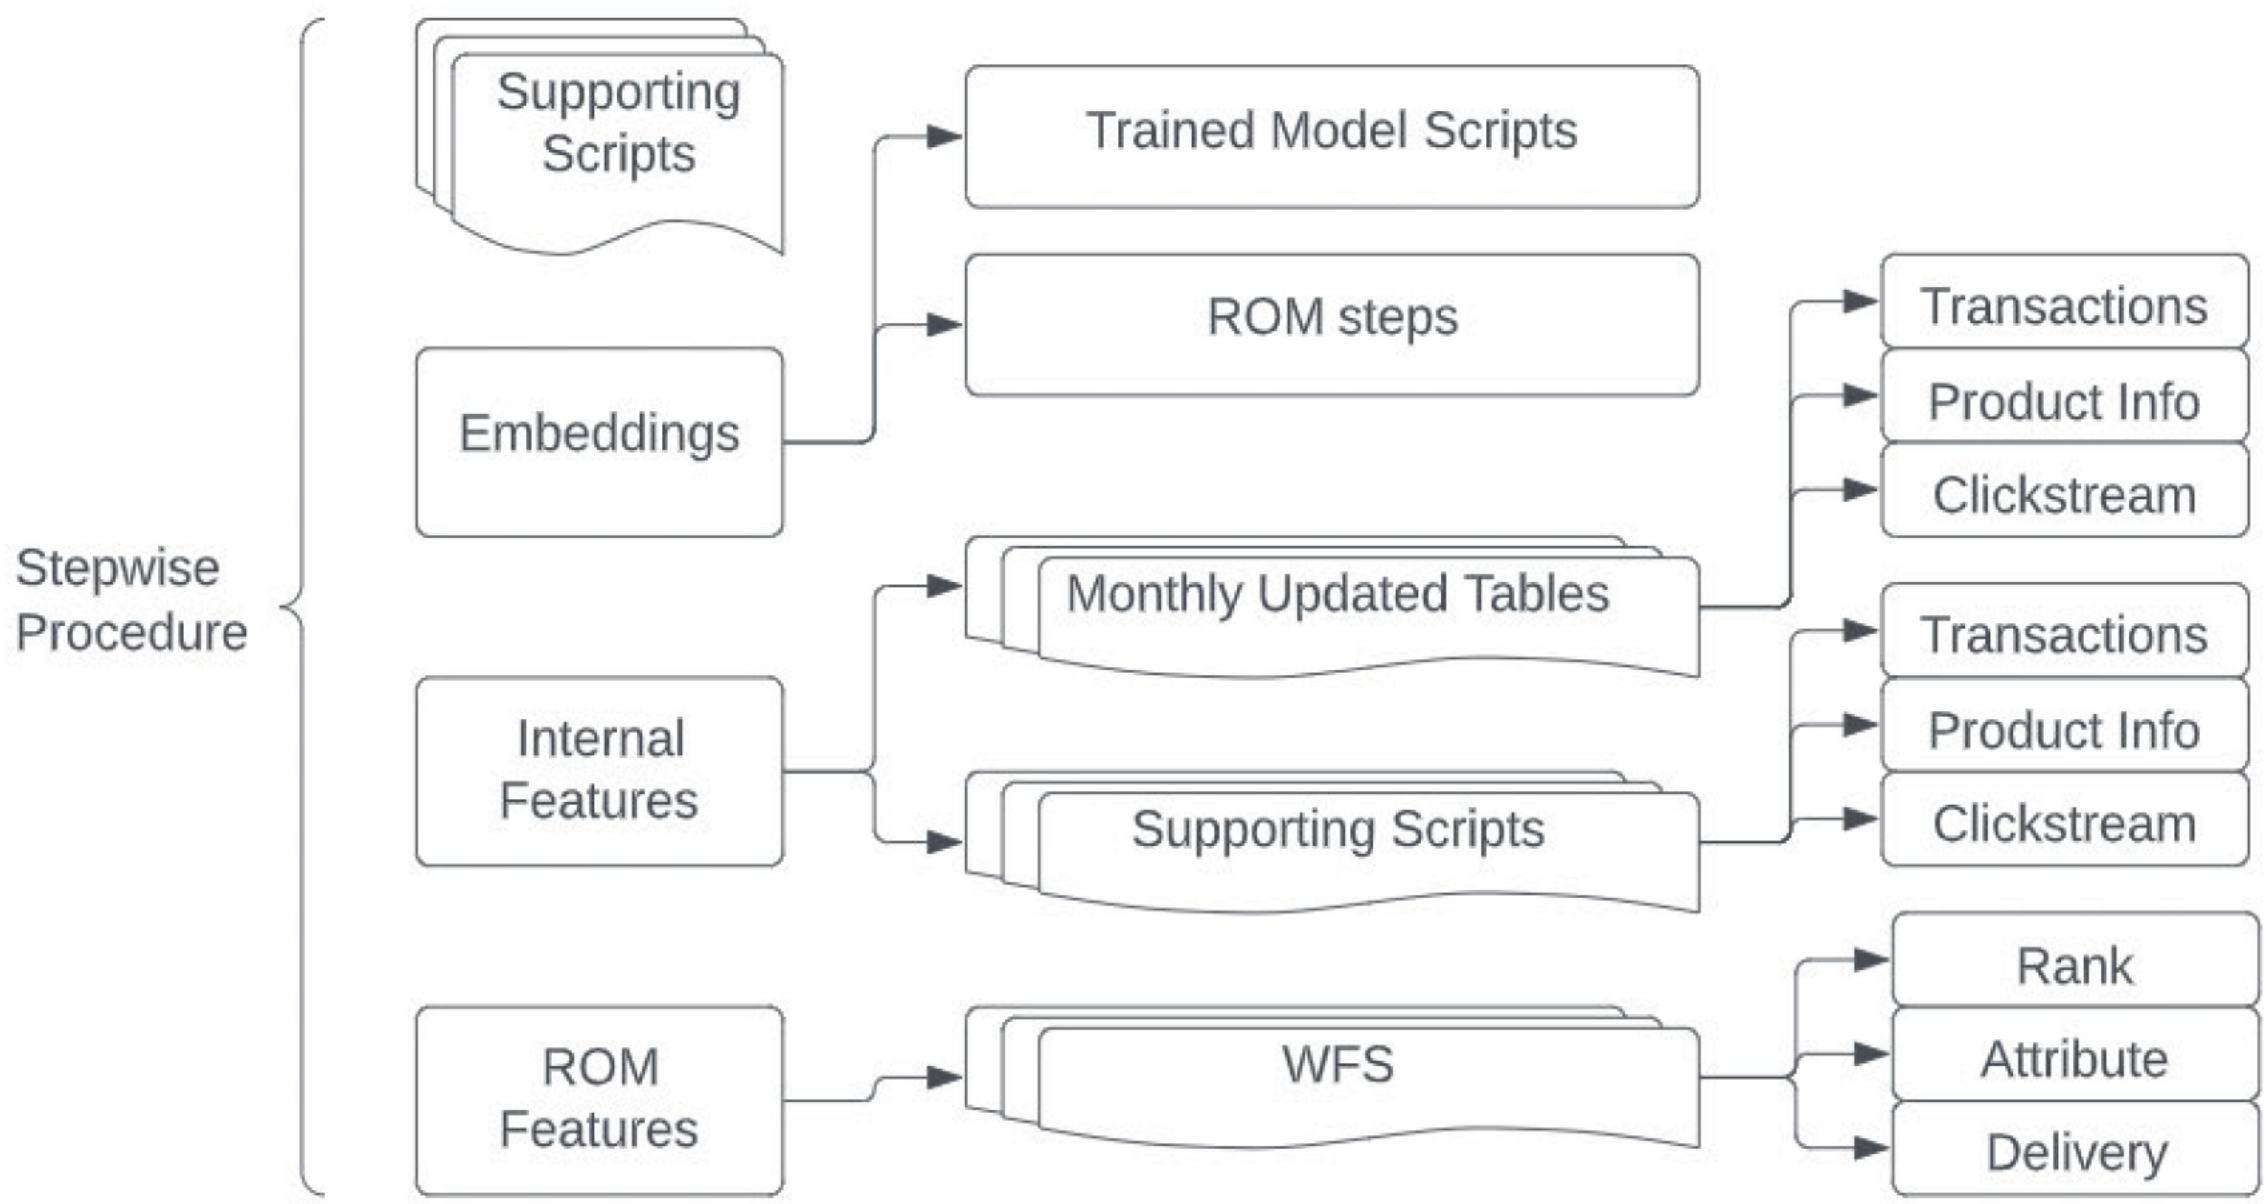 Stepwise
Procedure
Supporting
Scripts
Embeddings
Internal
Features
ROM
Features
Trained Model Scripts
ROM steps
Monthly Updated Tables
Supporting Scripts
WFS
Transactions
Product Info
Clickstream
Transactions
Product Info
Clickstream
Rank
Attribute
Delivery